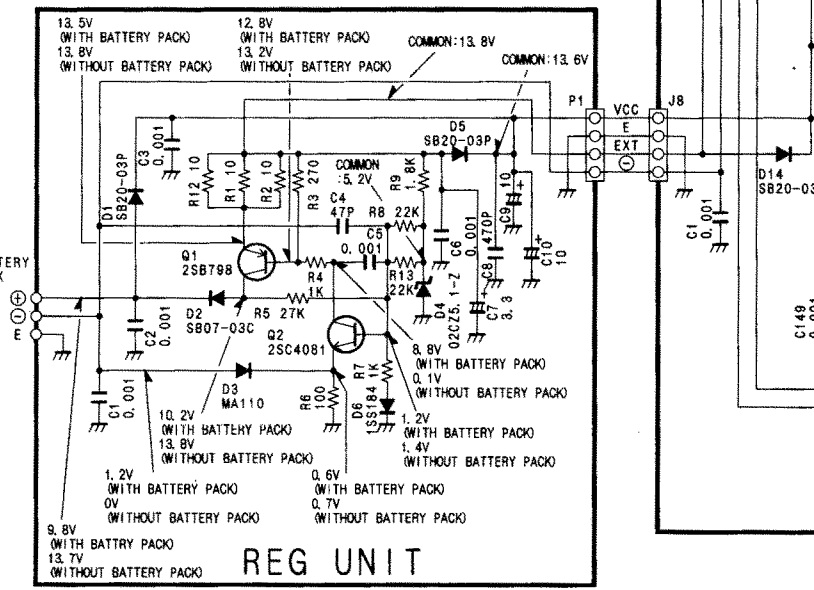 13. 5V
(WITH BATTERY PACK)
13. 8V
(WITHOUT BATTERY PACK)
12. 8V
(WITH BATTERY PACK)
13. 2V
(WITHOUT BATTERY PACK)
COMMON:13. 8V
COMMON:13. 6V
P1
VCC
J8
E
EXT
⊖
D5
SB20-03P
C3
0. 001
D1
SB20-03P
R12 10
R1 10
R2 10
R3 270
COMMON
:5. 2V
R9
1. 8K
C9 10
C10
10
D14
SB20-03
C1
0. 001
C4
47P
R8 22K
C5
0. 001
C6
0. 001
C8 470P
Q1
2SB798
R4
1K
R13
22K
D4
02CZ5. 1-Z
C7
3. 3
TERY
⊕
⊖
E
D2
SB07-03C
R5 27K
C2
0. 001
Q2
2SC4081
C149
8. 8V
(WITH BATTERY PACK)
0. 1V
(WITHOUT BATTERY PACK)
D3
MA110
C1
0. 001
R6
100
R7
1K
D6
1SS184
10. 2V
(WITH BATTERY PACK)
13. 8V
(WITHOUT BATTERY PACK)
1. 2V
(WITH BATTERY PACK)
1. 4V
(WITHOUT BATTERY PACK)
1. 2V
(WITH BATTERY PACK)
0V
(WITHOUT BATTERY PACK)
0. 6V
(WITH BATTERY PACK)
0. 7V
(WITHOUT BATTERY PACK)
9. 8V
(WITH BATTRY PACK)
13. 7V
(WITHOUT BATTERY PACK)
REG UNIT